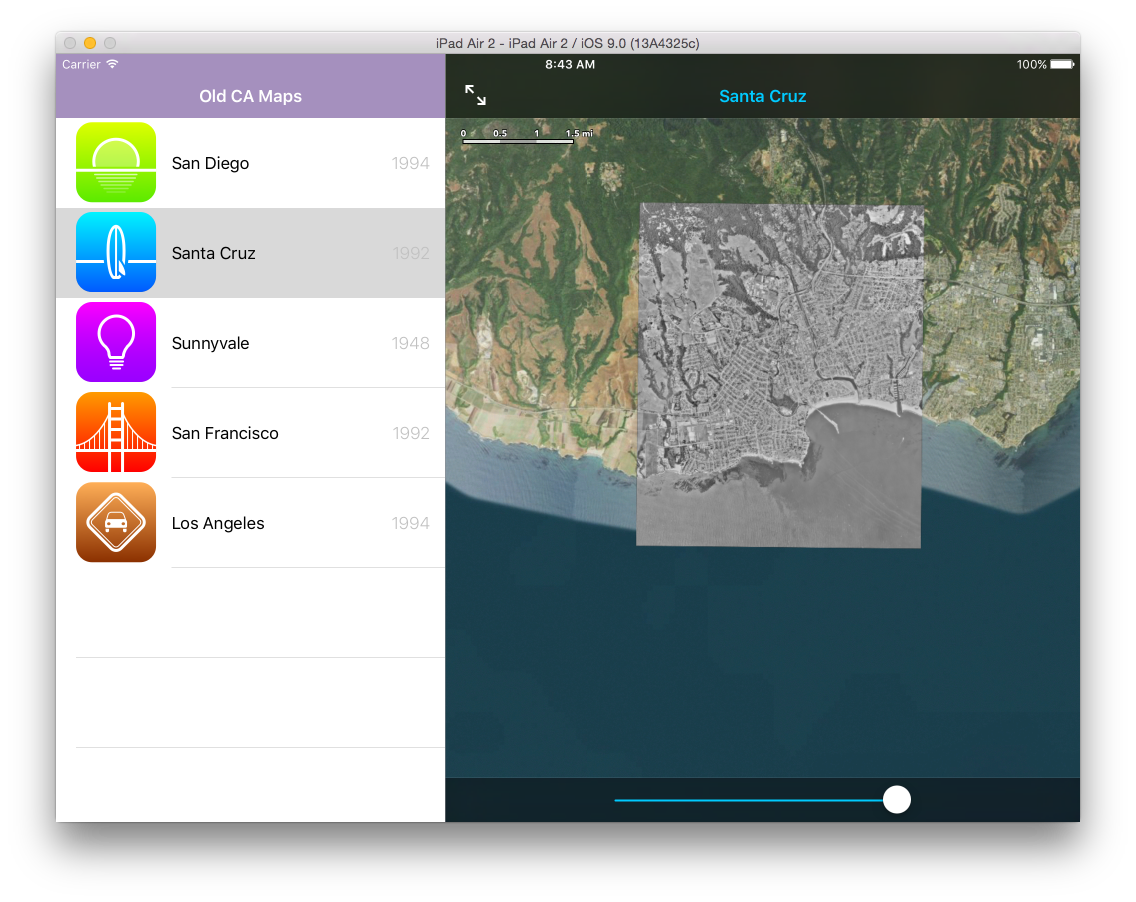 iPad Air 2 - iPad Air 2 / iOS 9.0 (13A4325c)
Carrier 8:43 AM 100%
Old CA Maps
Santa Cruz
0 0.5 1 1.5 mi
San Diego 1994
Santa Cruz 1992
Sunnyvale 1948
San Francisco 1992
Los Angeles 1994